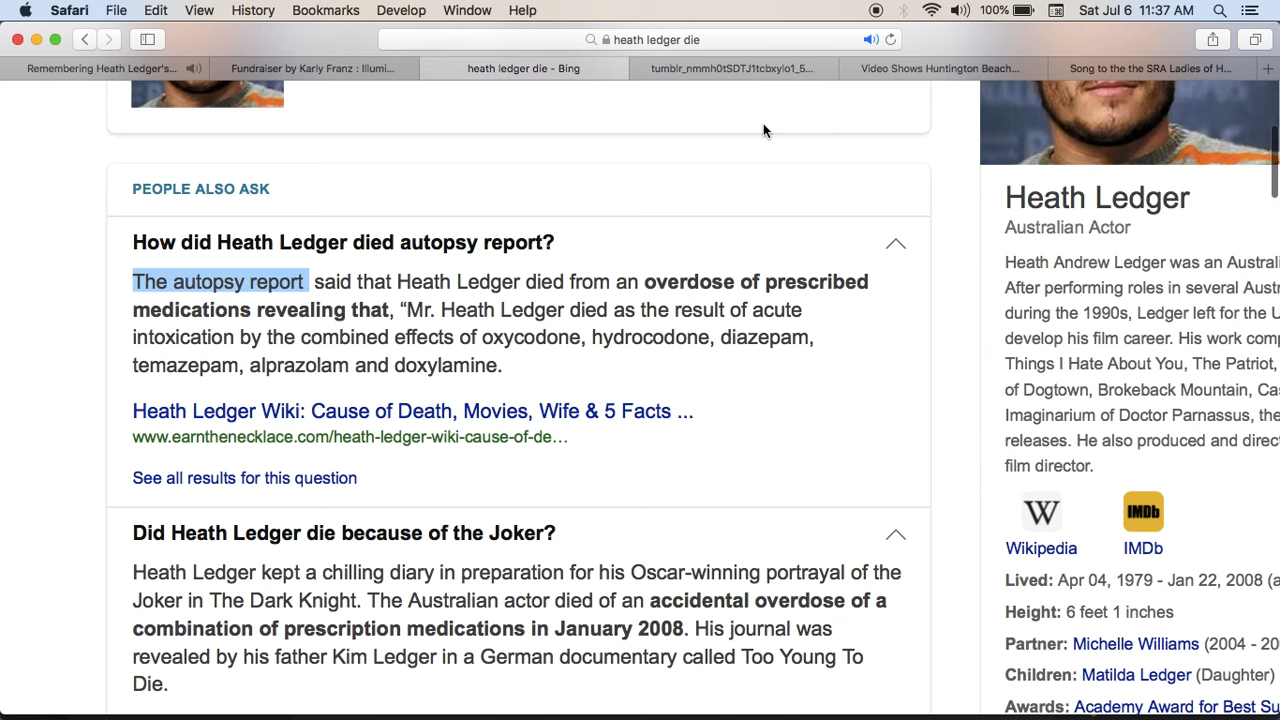 Safari File Edit View History Bookmarks Develop Window Help 100% Sat Jul 6 11:37 AM
heath ledger die
Remembering Heath Ledger's... Fundraiser by Karly Franz : Illumi... heath ledger die - Bing tumblr_nmmh0tSDTJ1tcbxylo1_5... Video Shows Huntington Beach... Song to the the SRA Ladies of H...
PEOPLE ALSO ASK
How did Heath Ledger died autopsy report?
The autopsy report said that Heath Ledger died from an overdose of prescribed
medications revealing that, “Mr. Heath Ledger died as the result of acute
intoxication by the combined effects of oxycodone, hydrocodone, diazepam,
temazepam, alprazolam and doxylamine.
Heath Ledger Wiki: Cause of Death, Movies, Wife & 5 Facts ...
www.earnthenecklace.com/heath-ledger-wiki-cause-of-de...
See all results for this question
Did Heath Ledger die because of the Joker?
Heath Ledger kept a chilling diary in preparation for his Oscar-winning portrayal of the
Joker in The Dark Knight. The Australian actor died of an accidental overdose of a
combination of prescription medications in January 2008. His journal was
revealed by his father Kim Ledger in a German documentary called Too Young To
Die.
Heath Ledger
Australian Actor
Heath Andrew Ledger was an Australi
After performing roles in several Austr
during the 1990s, Ledger left for the U
develop his film career. His work comp
Things I Hate About You, The Patriot,
of Dogtown, Brokeback Mountain, Cas
Imaginarium of Doctor Parnassus, the
releases. He also produced and direc
film director.
W IMDb
Wikipedia IMDb
Lived: Apr 04, 1979 - Jan 22, 2008 (a
Height: 6 feet 1 inches
Partner: Michelle Williams (2004 - 20
Children: Matilda Ledger (Daughter)
Awards: Academy Award for Best Su